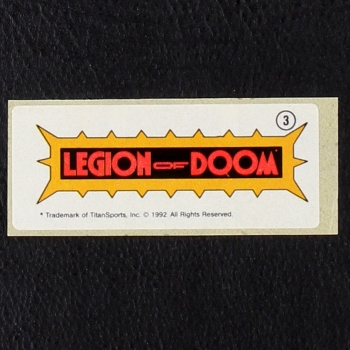 3
LEGION OF DOOM*
* Trademark of TitanSports, Inc. © 1992. All Rights Reserved.